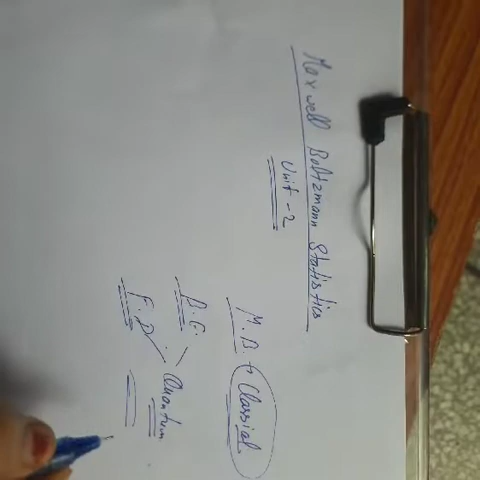 Maxwell Boltzmann Statistics
Unit - 2
M.B. → Classical
B.E.
F.D
Quantum